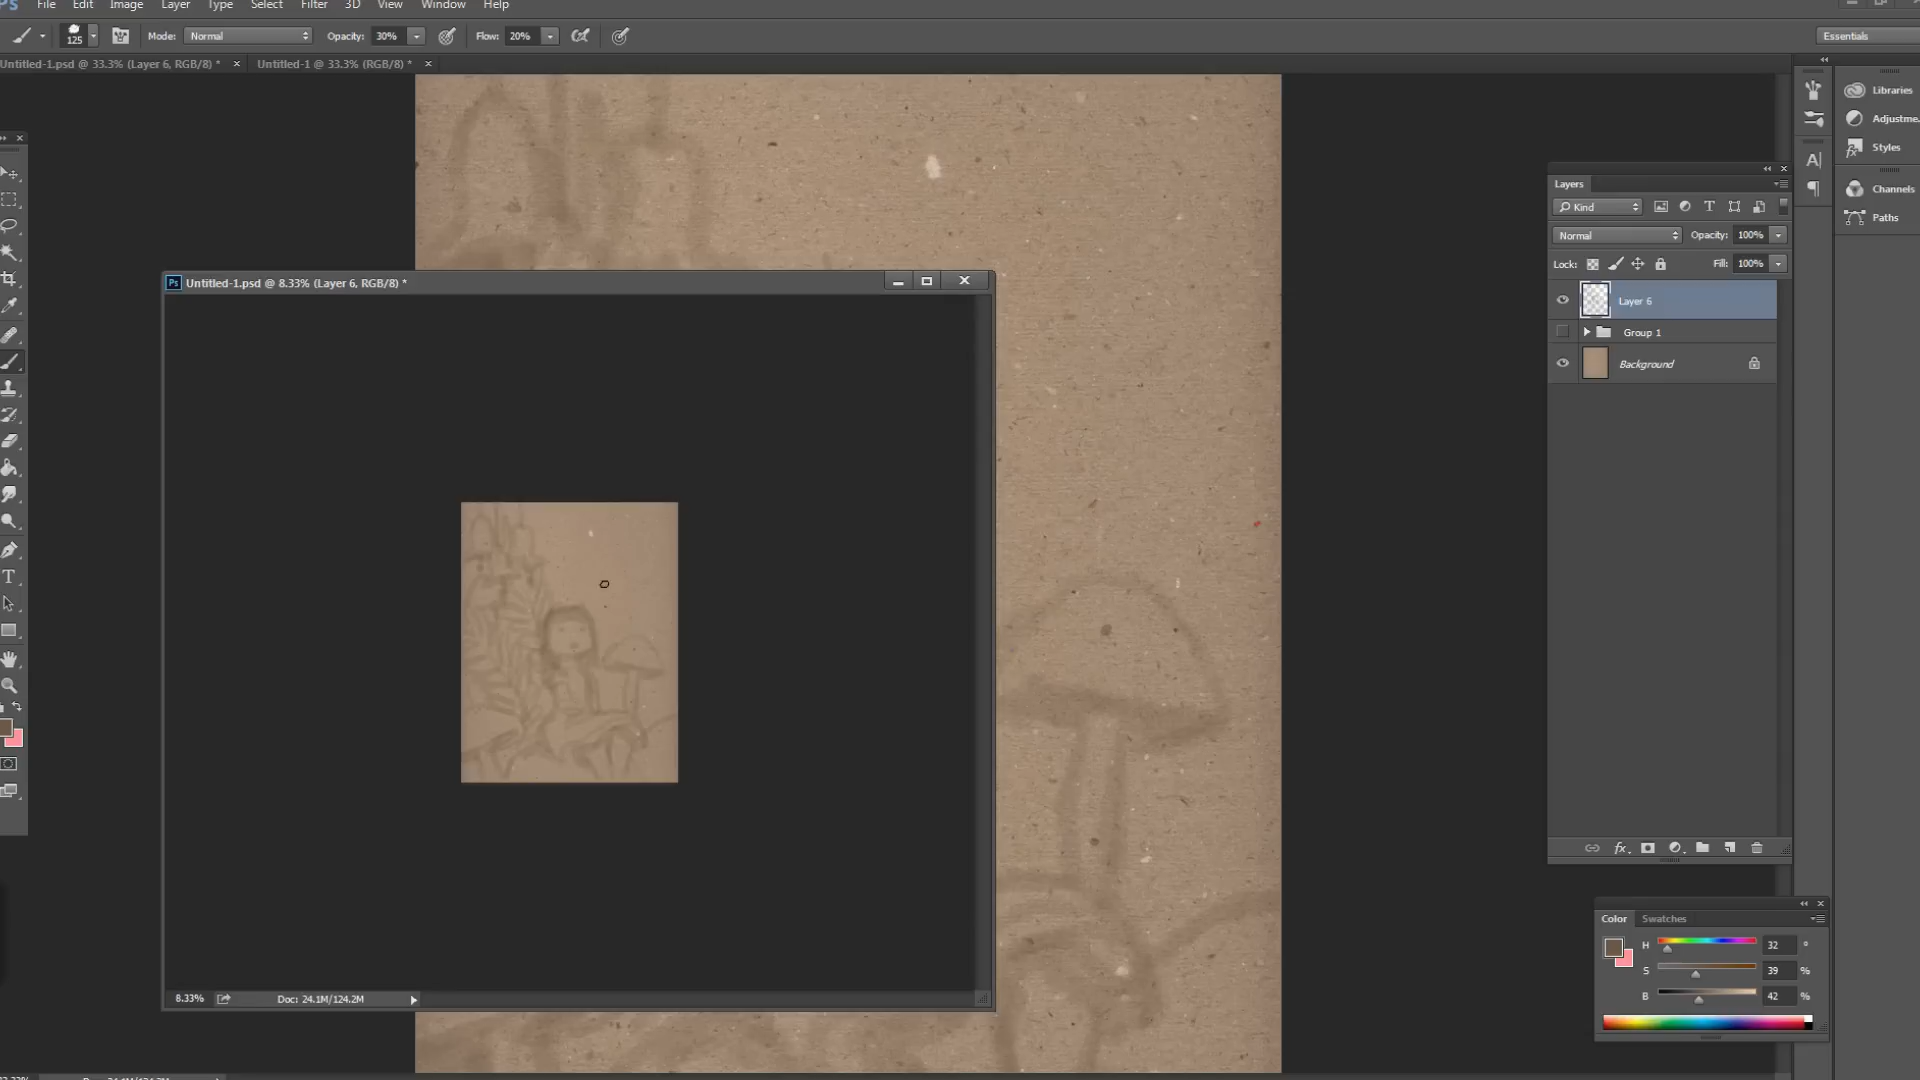 Ps File Edit Image Layer Type Select Filter 3D View Window Help
125 Mode: Normal Opacity: 30% Flow: 20% Essentials
Untitled-1.psd @ 33.3% (Layer 6, RGB/8) * Untitled-1 @ 33.3% (RGB/8) *
Libraries
Adjustme..
Styles
Channels
Paths
Layers
Kind
Normal Opacity: 100%
Lock: Fill: 100%
Layer 6
Group 1
Background
Ps Untitled-1.psd @ 8.33% (Layer 6, RGB/8) *
8.33% Doc: 24.1M/124.2M
Color Swatches
H 32 °
S 39 %
B 42 %